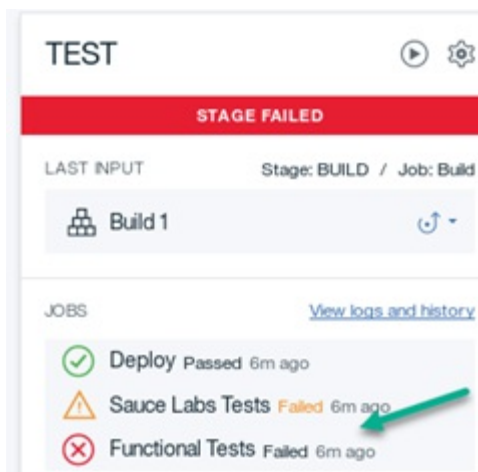 TEST
STAGE FAILED
LAST INPUT Stage: BUILD / Job: Build
Build 1
JOBS View logs and history
Deploy Passed 6m ago
Sauce Labs Tests Failed 6m ago
Functional Tests Failed 6m ago